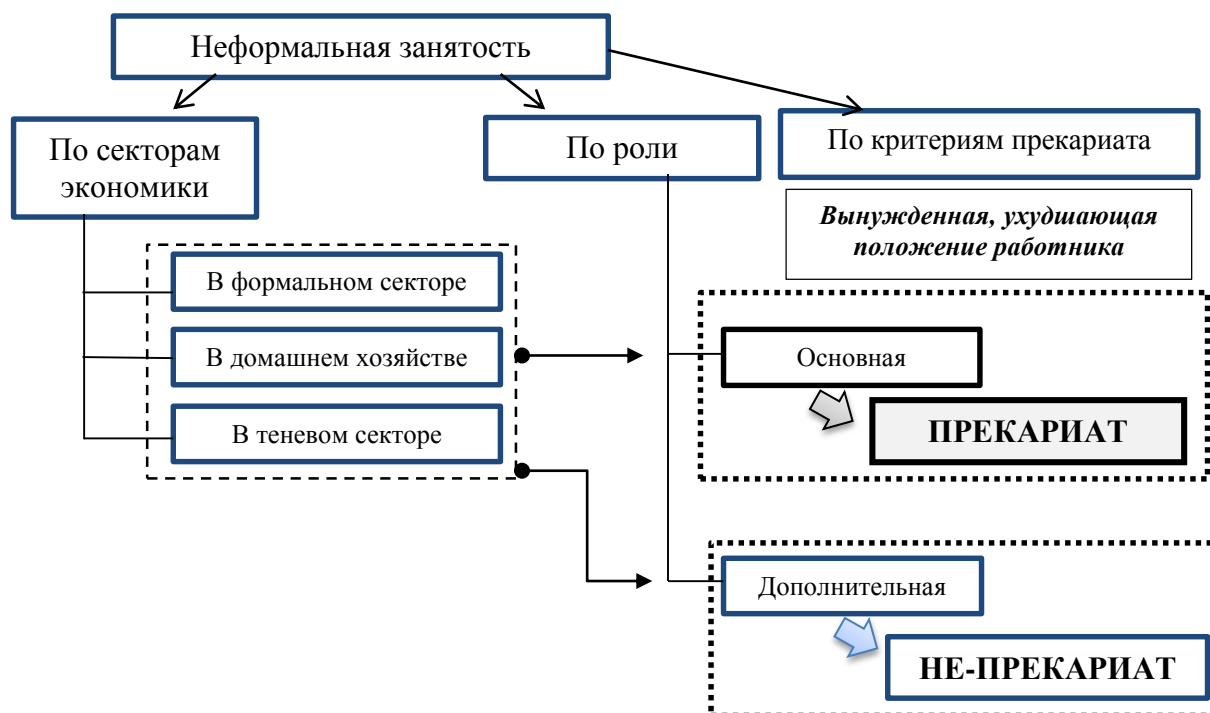 Неформальная занятость
По секторам
экономики
По роли
По критериям прекариата
Вынужденная, ухудшающая
положение работника
В формальном секторе
В домашнем хозяйстве
В теневом секторе
Основная
ПРЕКАРИАТ
Дополнительная
НЕ-ПРЕКАРИАТ